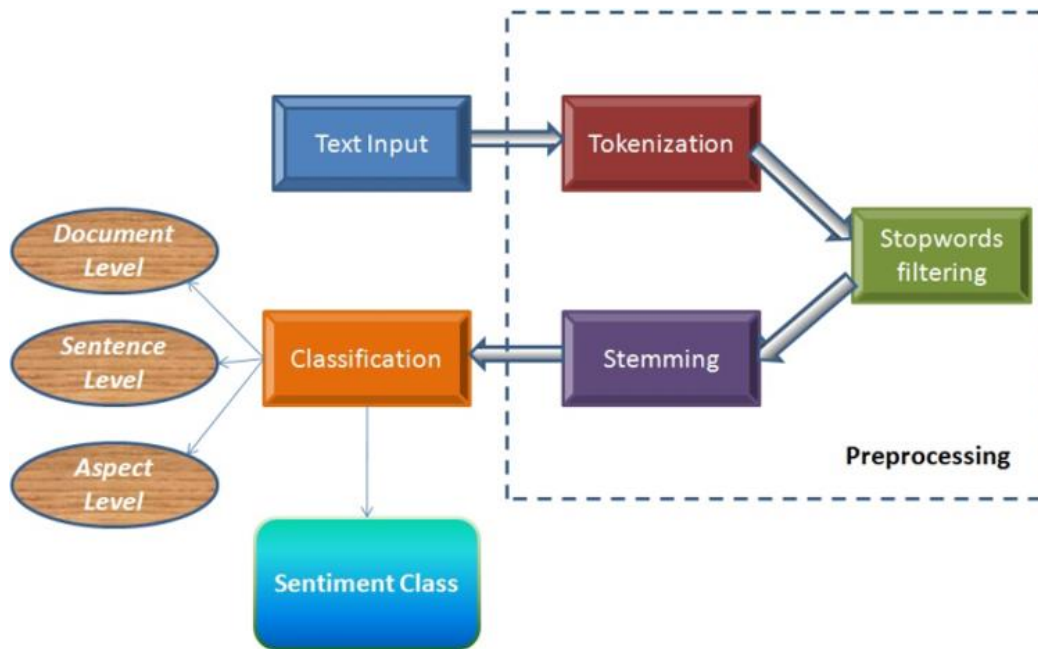 Text Input
Tokenization
Stopwords
filtering
Document
Level
Sentence
Level
Aspect
Level
Classification
Stemming
Preprocessing
Sentiment Class